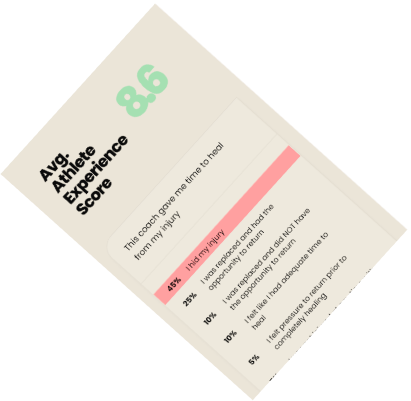 Avg.
Athlete
Experience
Score
8.6
This coach gave me time to heal
from my injury
45% I hid my injury
25% I was replaced and had the
opportunity to return
10% I was replaced and did NOT have
the opportunity to return
10% I felt like I had adequate time to
heal
5% I felt pressure to return prior to
completely healing